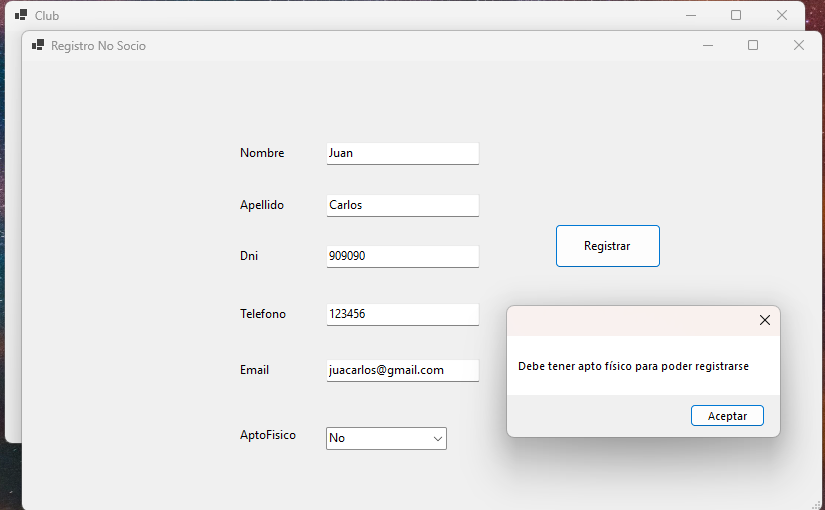 Club
Registro No Socio
Nombre
Juan
Apellido
Carlos
Dni
909090
Registrar
Telefono
123456
Debe tener apto físico para poder registrarse
Email
juacarlos@gmail.com
Aceptar
AptoFisico
No